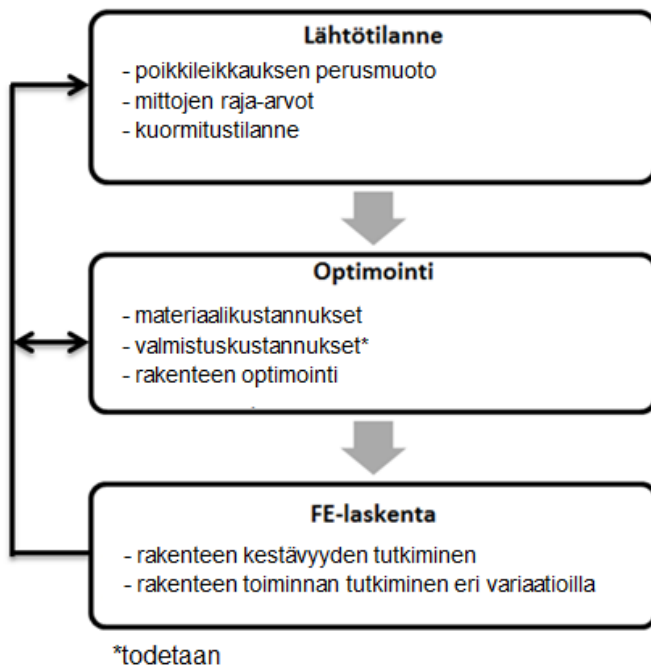 Lähtötilanne
- poikkileikkauksen perusmuoto
- mittojen raja-arvot
- kuormitustilanne
Optimointi
- materiaalikustannukset
- valmistuskustannukset*
- rakenteen optimointi
FE-laskenta
- rakenteen kestävyyden tutkiminen
- rakenteen toiminnan tutkiminen eri variaatioilla
*todetaan